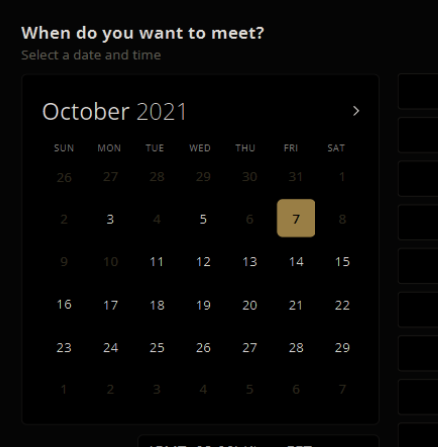 When do you want to meet?
Select a date and time
October 2021 >
SUN MON TUE WED THU FRI SAT
26 27 28 29 30 31 1
2 3 4 5 6 7 8
9 10 11 12 13 14 15
16 17 18 19 20 21 22
23 24 25 26 27 28 29
1 2 3 4 5 6 7